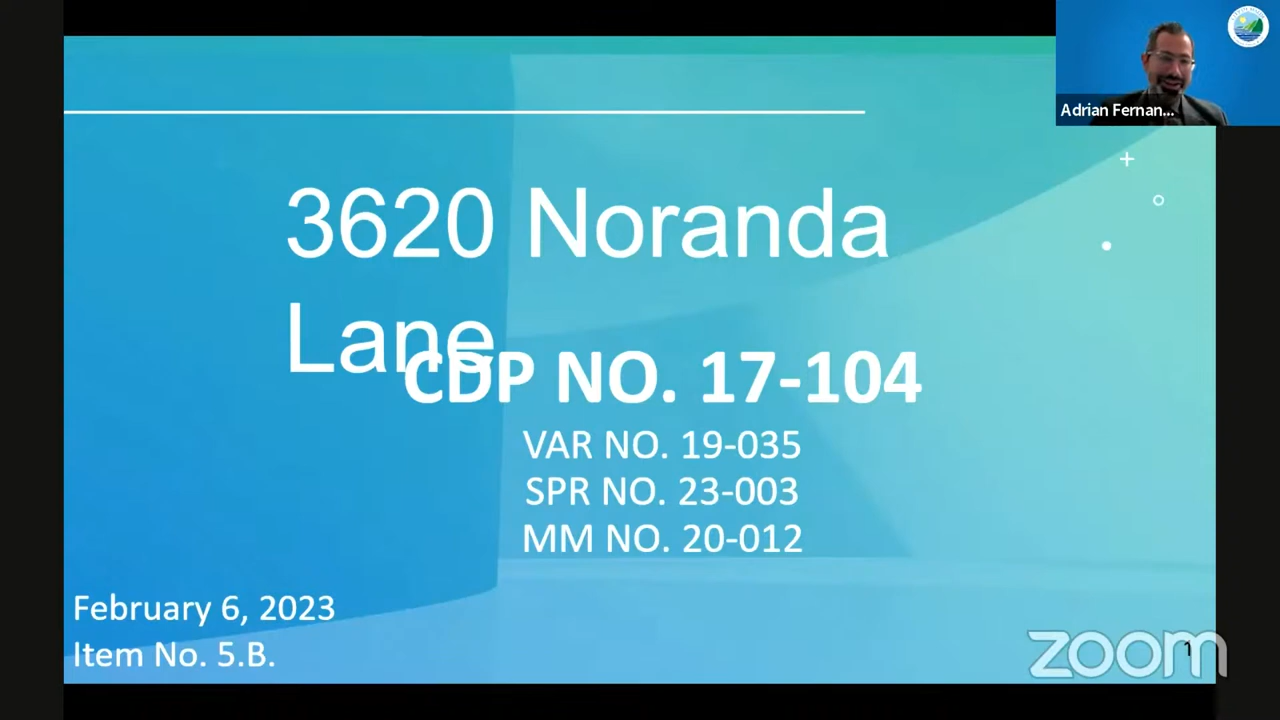 Adrian Fernan...
3620 Noranda
Lane
CDP NO. 17-104
VAR NO. 19-035
SPR NO. 23-003
MM NO. 20-012
February 6, 2023
Item No. 5.B.
zoom
1